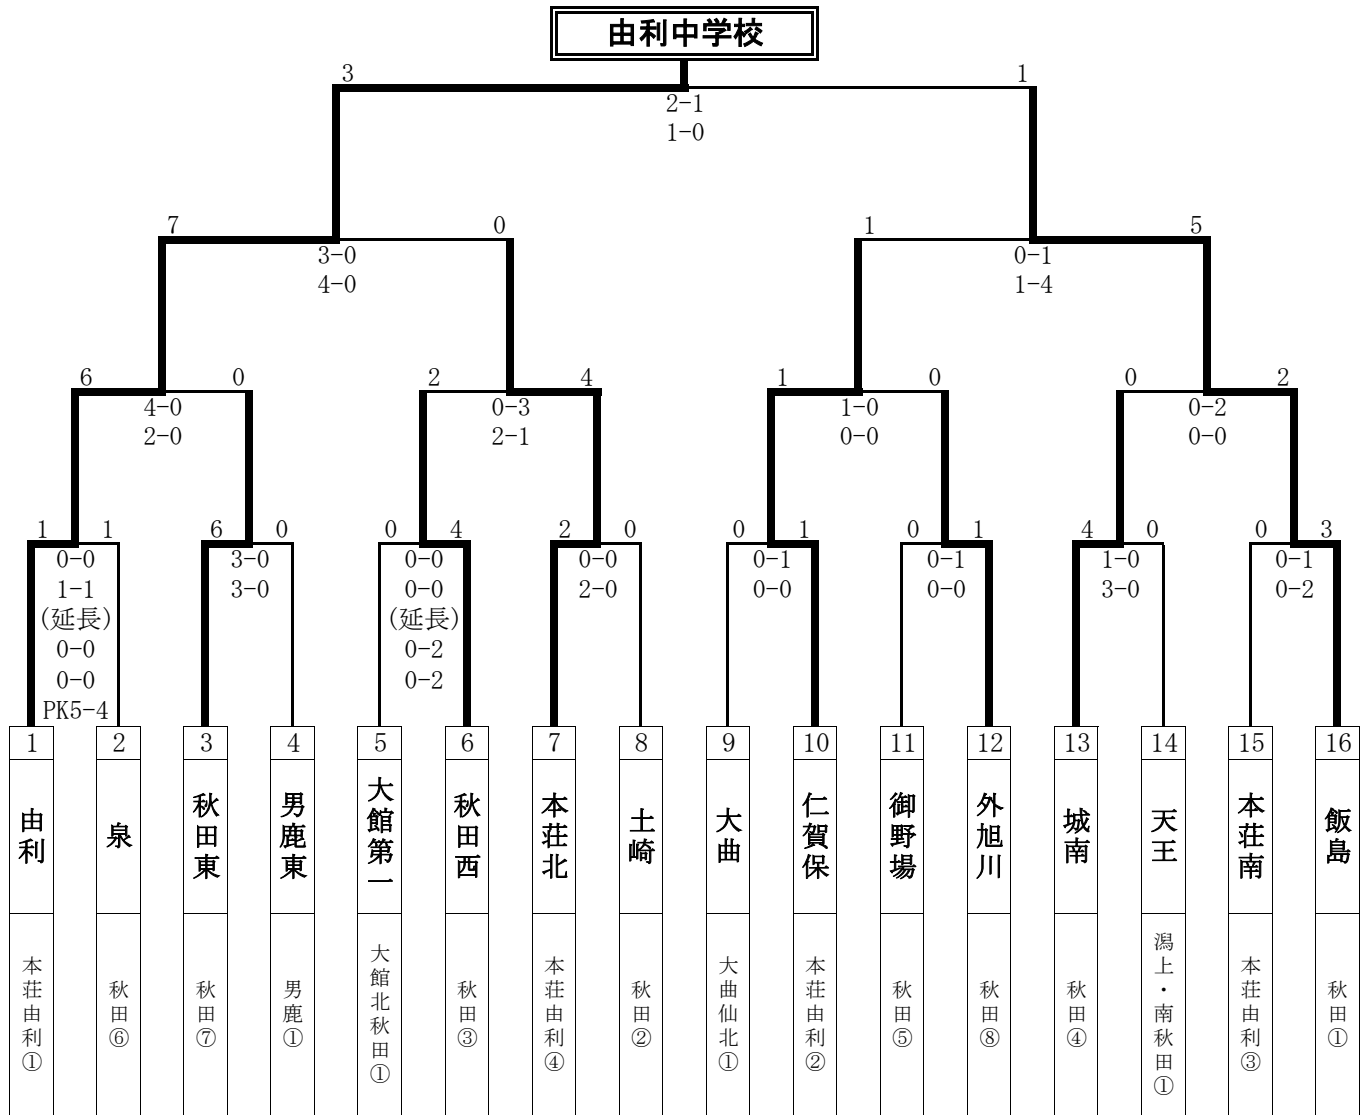 由利中学校
3 1
2-1
1-0
7 0 1 5
3-0 0-1
4-0 1-4
6 0 2 4 1 0 0 2
4-0 0-3 1-0 0-2
2-0 2-1 0-0 0-0
1 1 6 0 0 4 2 0 0 1 0 1 4 0 0 3
0-0 3-0 0-0 0-0 0-1 0-1 1-0 0-1
1-1 3-0 0-0 2-0 0-0 0-0 3-0 0-2
(延長) (延長)
0-0 0-2
0-0 0-2
PK5-4
1 2 3 4 5 6 7 8 9 10 11 12 13 14 15 16
由利 泉 秋田東 男鹿東 大館第一 秋田西 本荘北 土崎 大曲 仁賀保 御野場 外旭川 城南 天王 本荘南 飯島
本荘由利① 秋田⑥ 秋田⑦ 男鹿① 大館北秋田① 秋田③ 本荘由利④ 秋田② 大曲仙北① 本荘由利② 秋田⑤ 秋田⑧ 秋田④ 潟上・南秋田① 本荘由利③ 秋田①